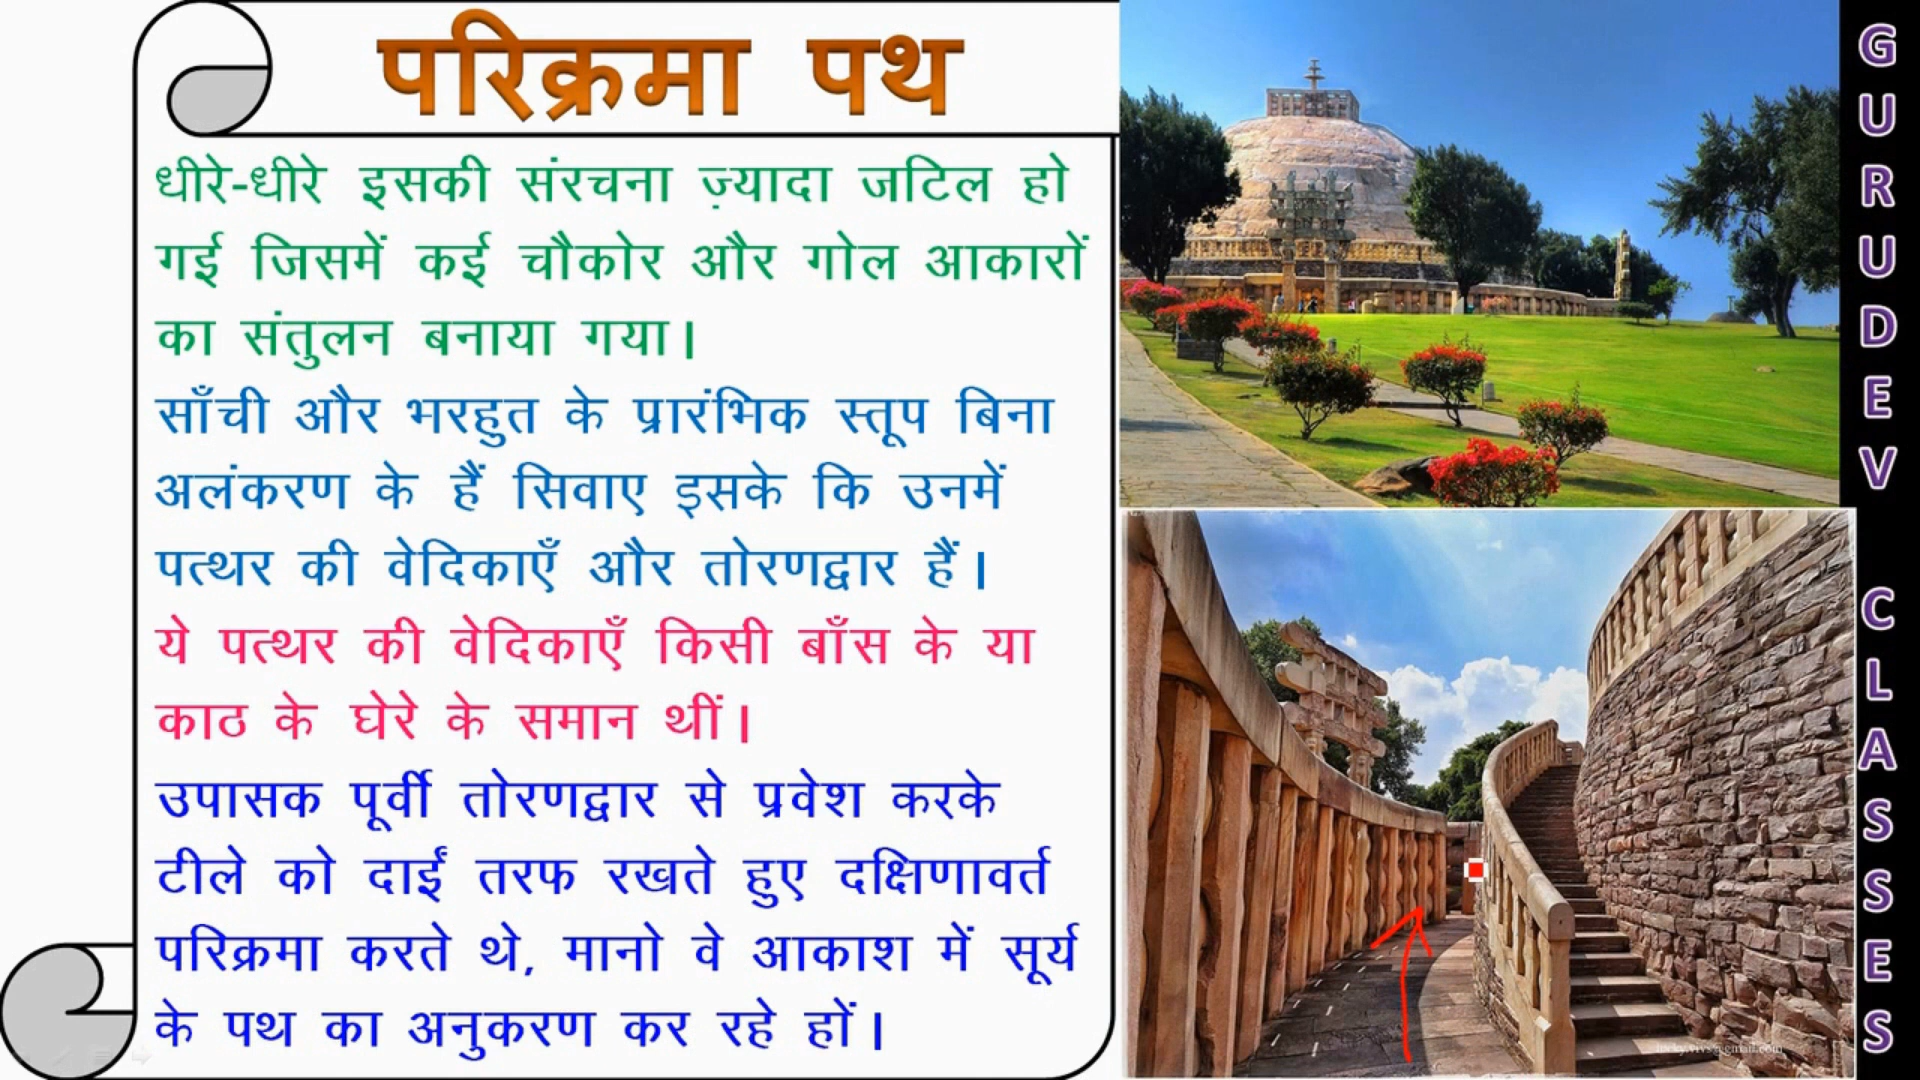 परिक्रमा पथ
धीरे-धीरे इसकी संरचना ज़्यादा जटिल हो
गई जिसमें कई चौकोर और गोल आकारों
का संतुलन बनाया गया।
साँची और भरहुत के प्रारंभिक स्तूप बिना
अलंकरण के हैं सिवाए इसके कि उनमें
पत्थर की वेदिकाएँ और तोरणद्वार हैं।
ये पत्थर की वेदिकाएँ किसी बाँस के या
काठ के घेरे के समान थीं।
उपासक पूर्वी तोरणद्वार से प्रवेश करके
टीले को दाईं तरफ रखते हुए दक्षिणावर्त
परिक्रमा करते थे, मानो वे आकाश में सूर्य
के पथ का अनुकरण कर रहे हों।
GURUDEV CLASSES